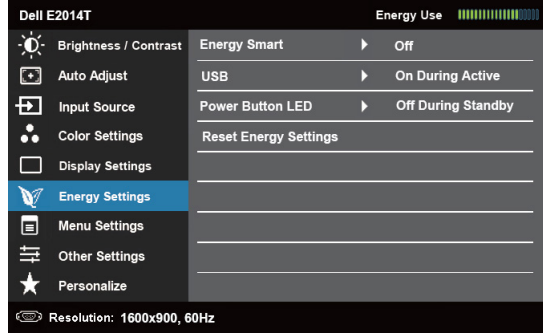 Dell E2014T Energy Use
Brightness / Contrast Energy Smart Off
Auto Adjust USB On During Active
Input Source Power Button LED Off During Standby
Color Settings Reset Energy Settings
Display Settings
Energy Settings
Menu Settings
Other Settings
Personalize
Resolution: 1600x900, 60Hz